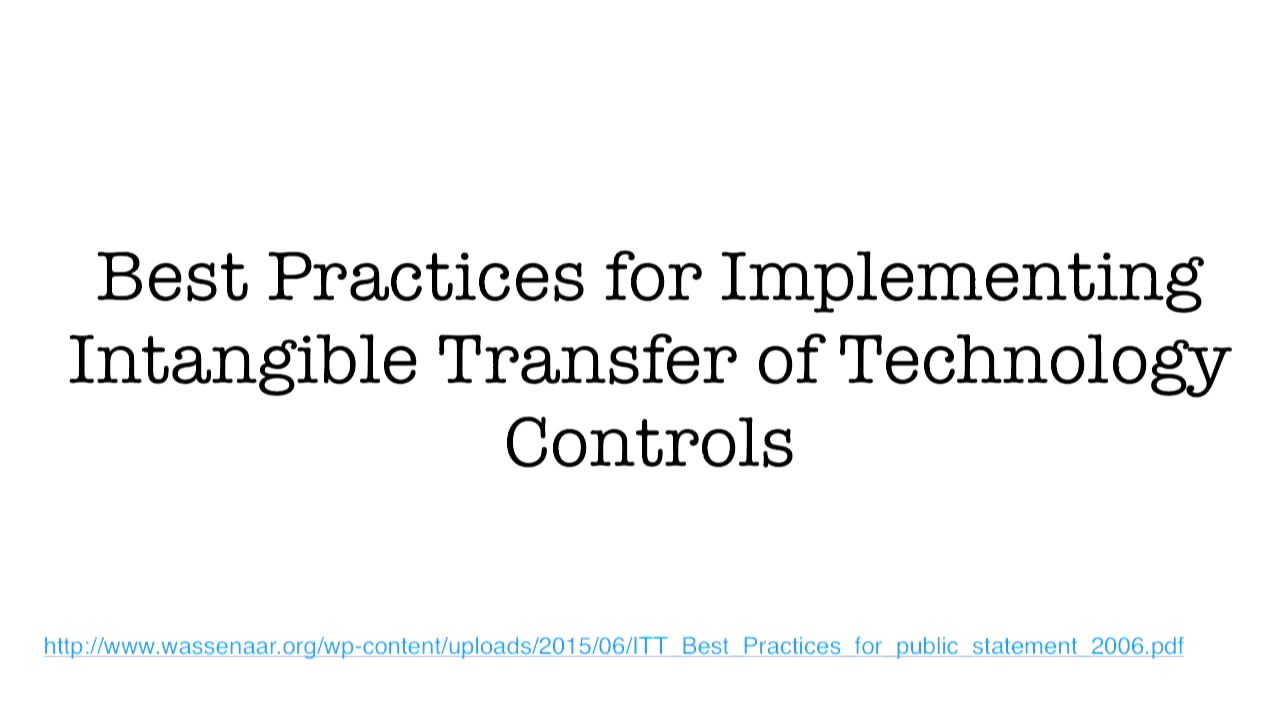 Best Practices for Implementing
Intangible Transfer of Technology
Controls
http://www.wassenaar.org/wp-content/uploads/2015/06/ITT_Best_Practices_for_public_statement_2006.pdf